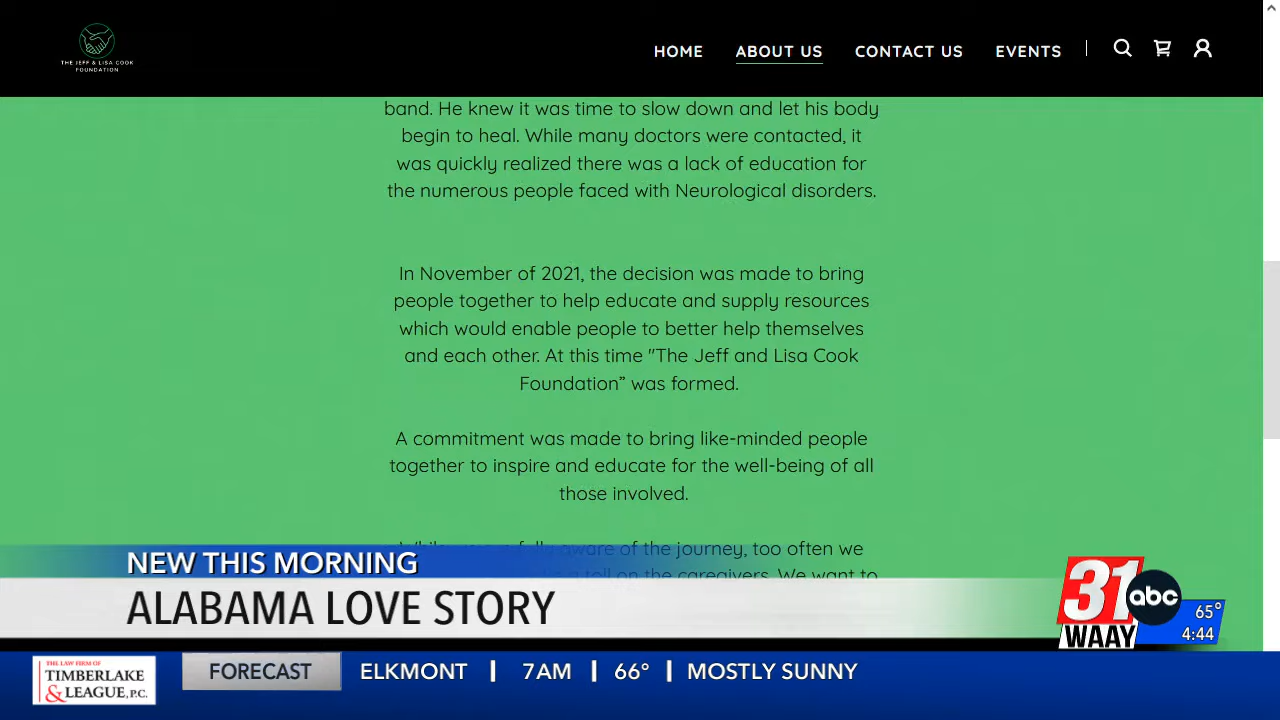 THE JEFF & LISA COOK
FOUNDATION
HOME ABOUT US CONTACT US EVENTS
band. He knew it was time to slow down and let his body
begin to heal. While many doctors were contacted, it
was quickly realized there was a lack of education for
the numerous people faced with Neurological disorders.
In November of 2021, the decision was made to bring
people together to help educate and supply resources
which would enable people to better help themselves
and each other. At this time "The Jeff and Lisa Cook
Foundation” was formed.
A commitment was made to bring like-minded people
together to inspire and educate for the well-being of all
those involved.
fully aware of the journey, too often we
toll on the caregivers. We want to
NEW THIS MORNING
ALABAMA LOVE STORY
31
abc
WAAY
65°
4:44
THE LAW FIRM OF
TIMBERLAKE
& LEAGUE, P.C.
FORECAST ELKMONT | 7AM | 66° | MOSTLY SUNNY